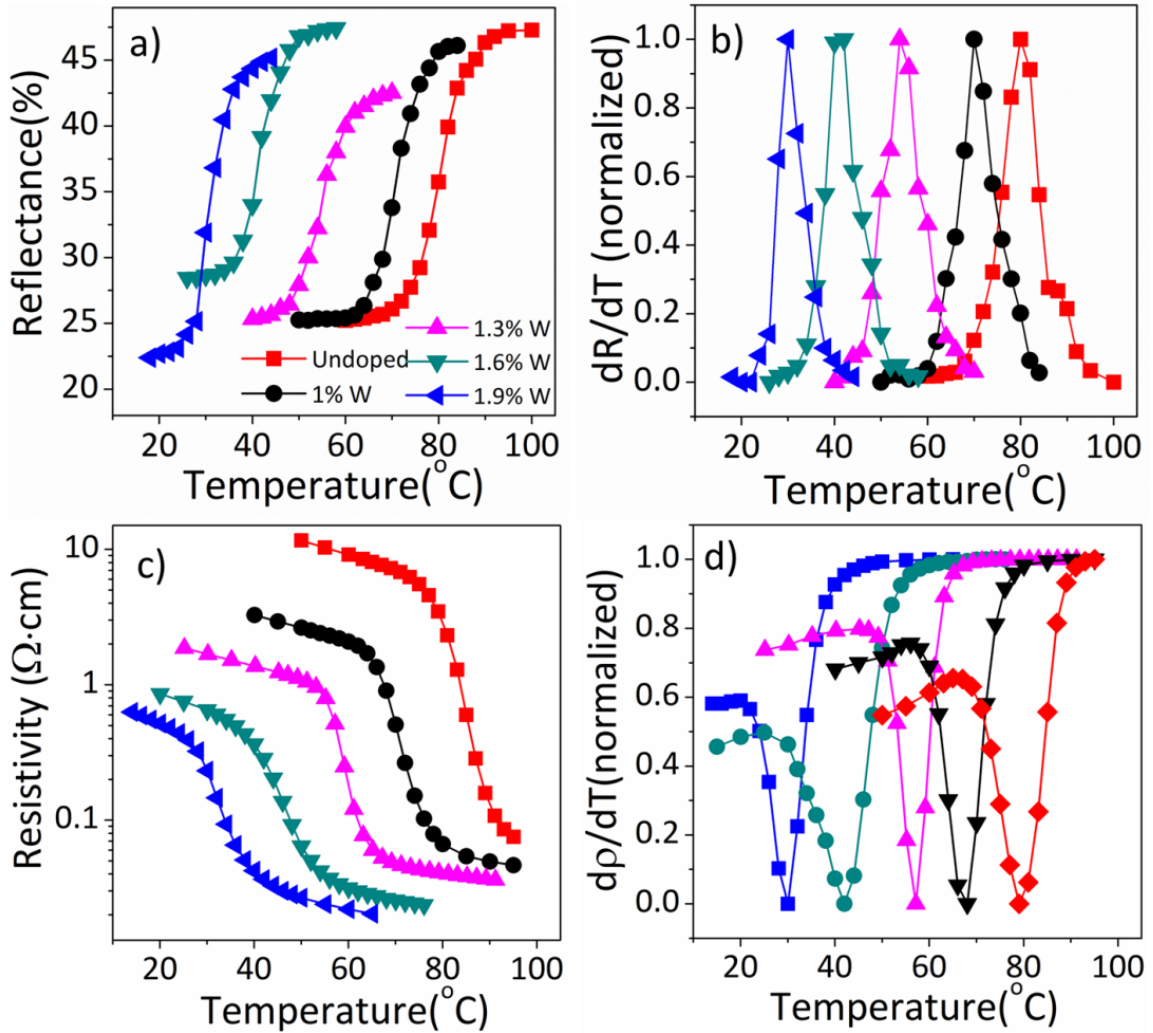 a)
Reflectance(%)
45
40
35
30
25
20
1.3% W
Undoped
1.6% W
1% W
1.9% W
20 40 60 80 100
Temperature(°C)
b)
dR/dT (normalized)
1.0
0.8
0.6
0.4
0.2
0.0
20 40 60 80 100
Temperature(°C)
c)
Resistivity (Ω·cm)
10
1
0.1
20 40 60 80 100
Temperature(°C)
d)
dρ/dT(normalized)
1.0
0.8
0.6
0.4
0.2
0.0
20 40 60 80 100
Temperature(°C)